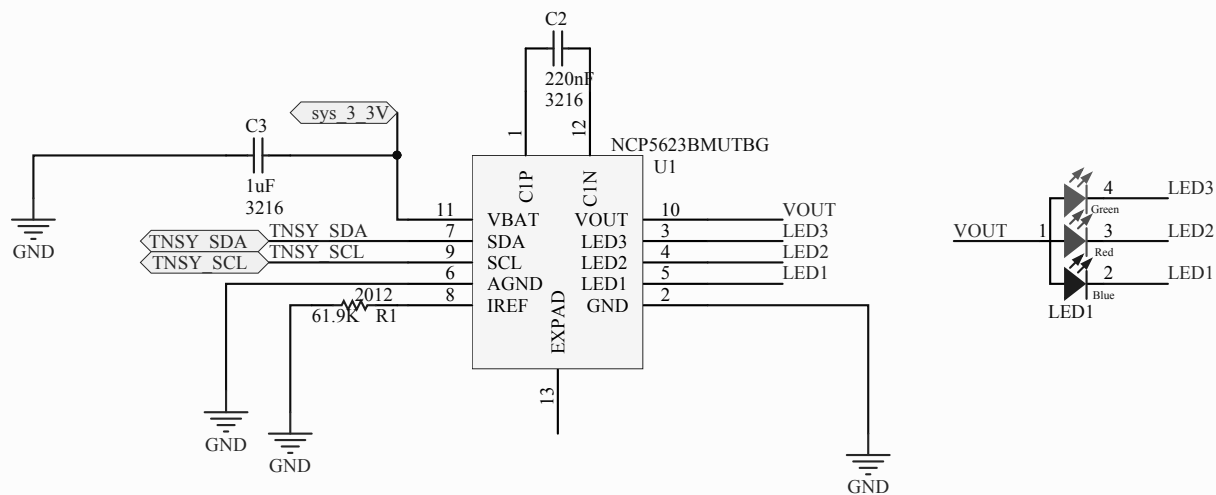 C2
220nF
3216
sys_3_3V
1
12
NCP5623BMUTBG
U1
C3
1uF
3216
GND
C1P
C1N
11
VBAT
VOUT
10
VOUT
TNSY_SDA
TNSY_SDA
7
SDA
LED3
3
LED3
TNSY_SCL
TNSY_SCL
9
SCL
LED2
4
LED2
6
AGND
LED1
5
LED1
61.9K
2012
R1
8
IREF
GND
2
EXPAD
13
GND
GND
GND
VOUT
1
4
LED3
Green
3
LED2
Red
2
LED1
Blue
LED1